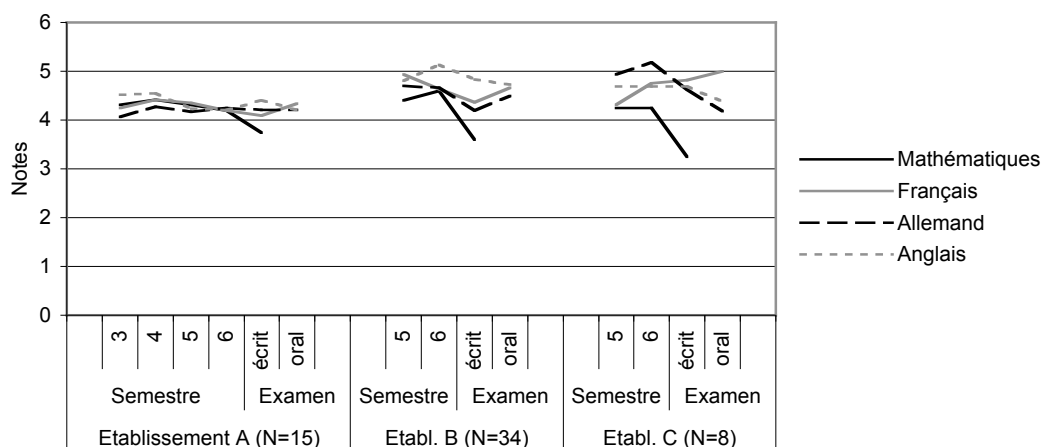 Notes
6
5
4
3
2
1
0
3 4 5 6 écrit oral 5 6 écrit oral 5 6 écrit oral
Semestre Examen Semestre Examen Semestre Examen
Etablissement A (N=15) Etabl. B (N=34) Etabl. C (N=8)
Mathématiques
Français
Allemand
Anglais